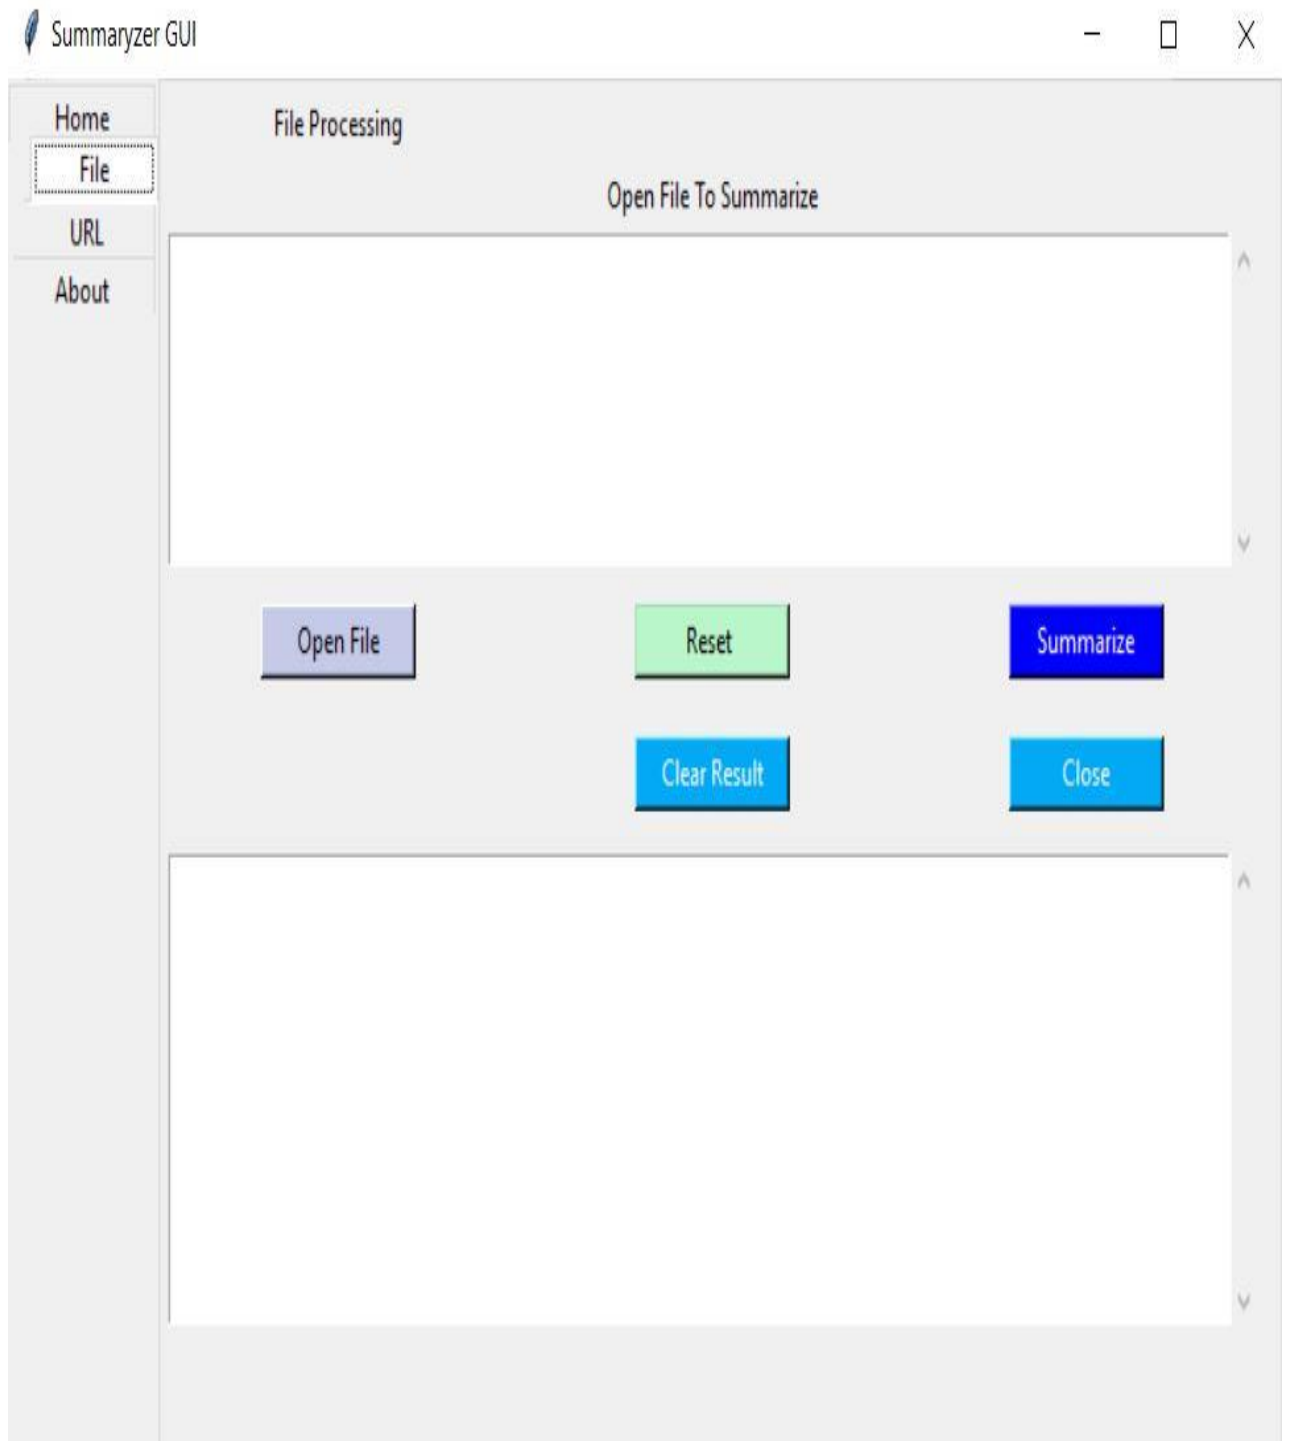 Summaryzer GUI
Home
File
URL
About
File Processing
Open File To Summarize
Open File
Reset
Summarize
Clear Result
Close